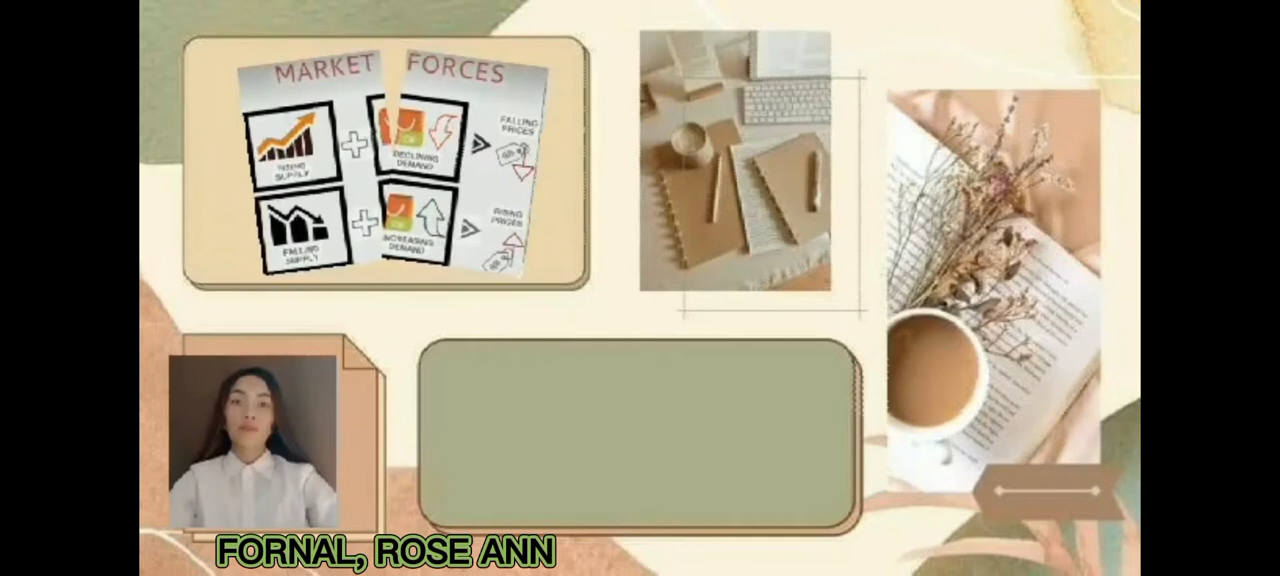 MARKET FORCES
RISING
SUPPLY
DECLINING
DEMAND
FALLING
PRICES
FALLING
SUPPLY
INCREASING
DEMAND
RISING
PRICES
FORNAL, ROSE ANN